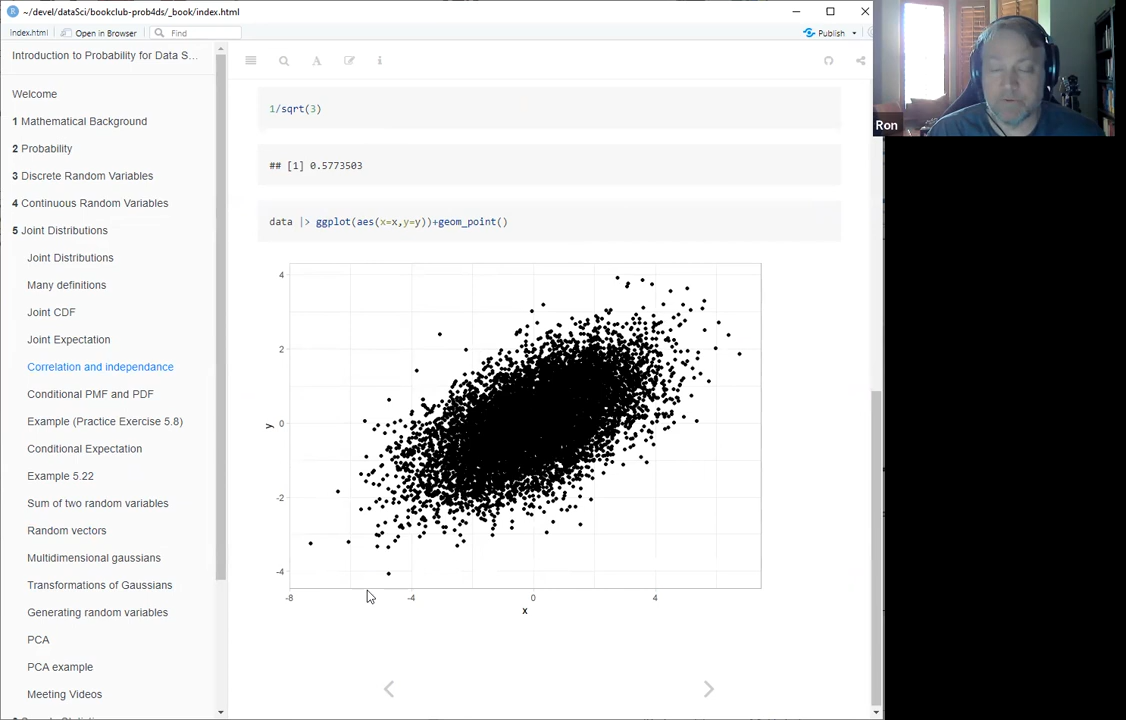 ~/devel/dataSci/bookclub-prob4ds/_book/index.html
index.html
Open in Browser
Find
Publish
Introduction to Probability for Data S...
Welcome
1 Mathematical Background
2 Probability
3 Discrete Random Variables
4 Continuous Random Variables
5 Joint Distributions
Joint Distributions
Many definitions
Joint CDF
Joint Expectation
Correlation and independance
Conditional PMF and PDF
Example (Practice Exercise 5.8)
Conditional Expectation
Example 5.22
Sum of two random variables
Random vectors
Multidimensional gaussians
Transformations of Gaussians
Generating random variables
PCA
PCA example
Meeting Videos
1/sqrt(3)
## [1] 0.5773503
data |> ggplot(aes(x=x,y=y))+geom_point()
4
2
0
-2
-4
y
-8
-4
0
4
x
Ron